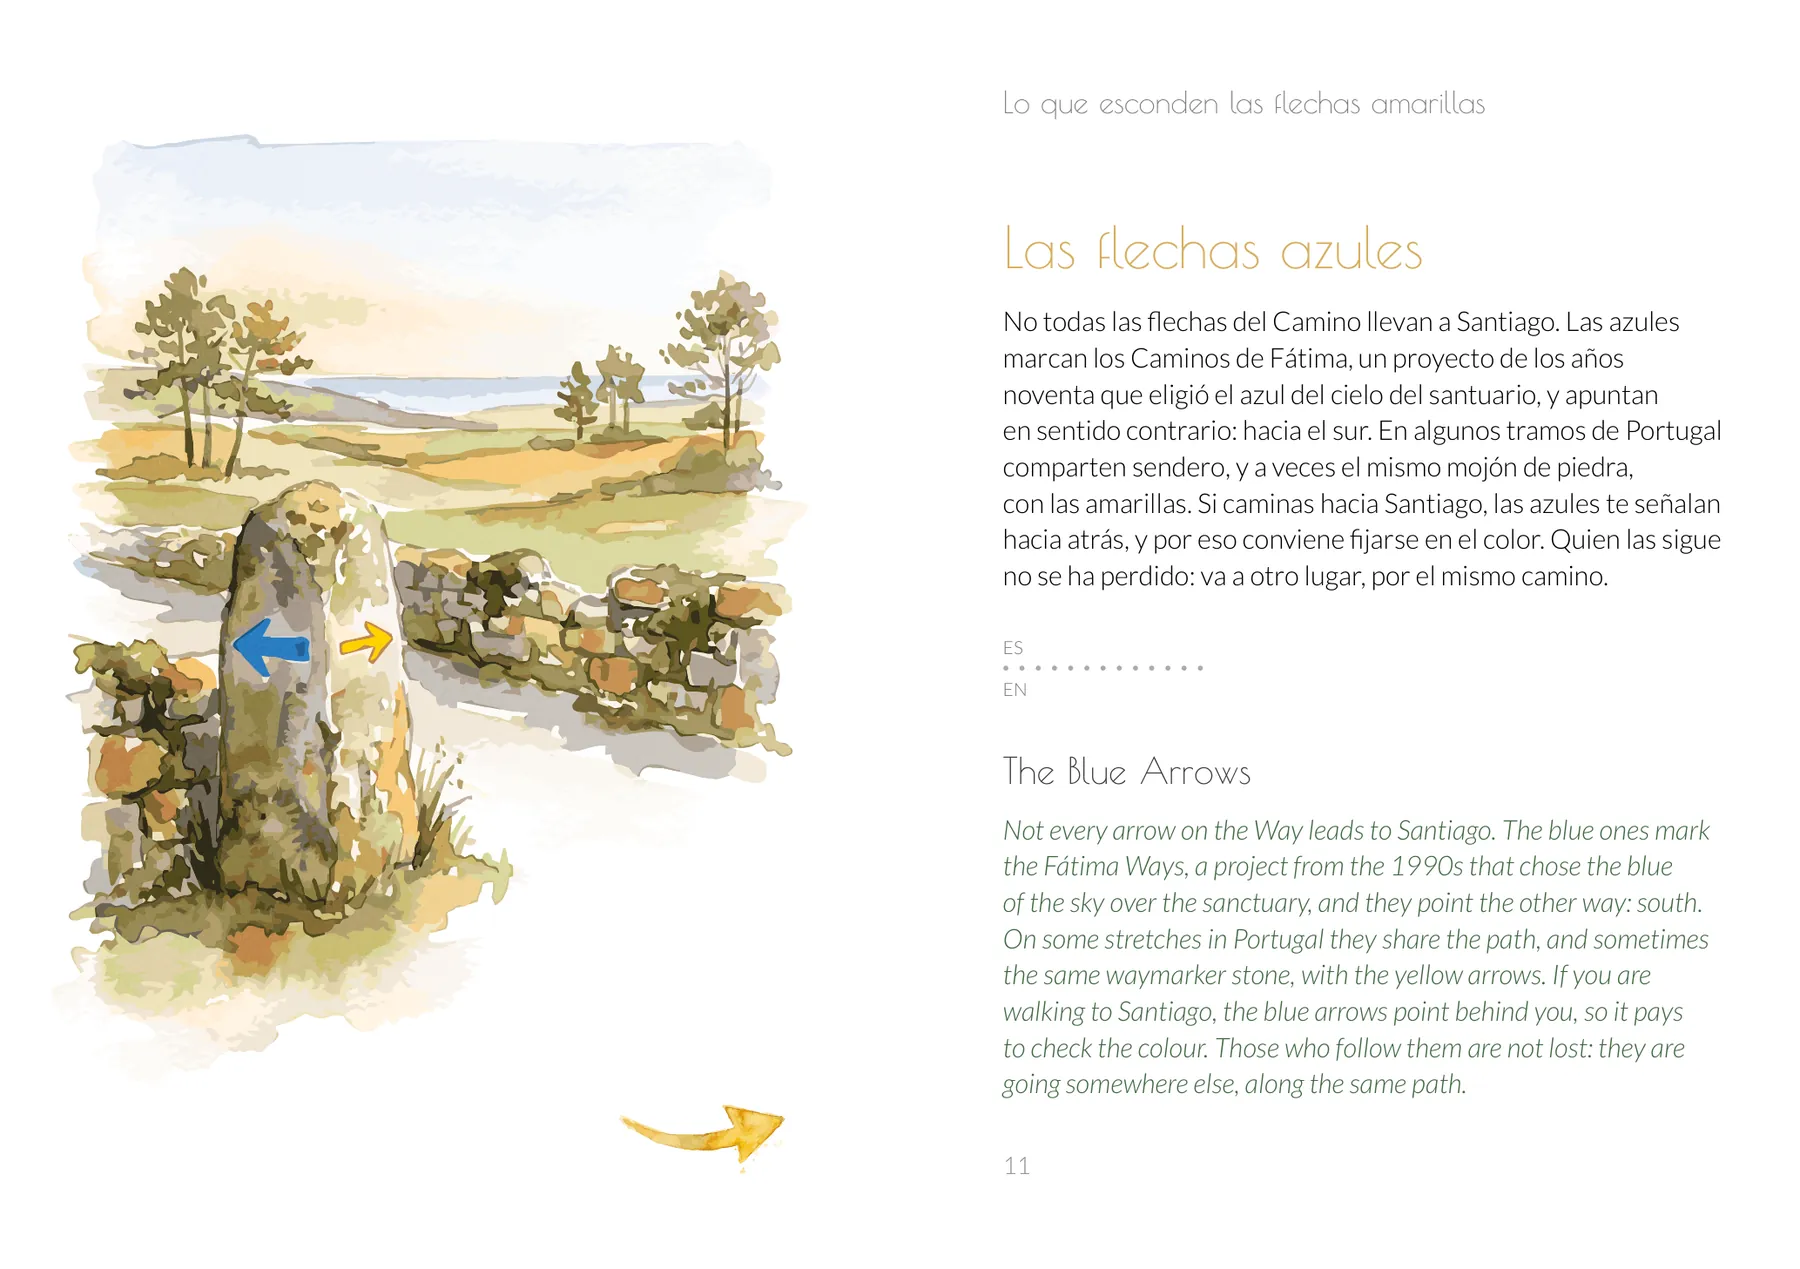 Lo que esconden las flechas amarillas
Las flechas azules
No todas las flechas del Camino llevan a Santiago. Las azules
marcan los Caminos de Fátima, un proyecto de los años
noventa que eligió el azul del cielo del santuario, y apuntan
en sentido contrario: hacia el sur. En algunos tramos de Portugal
comparten sendero, y a veces el mismo mojón de piedra,
con las amarillas. Si caminas hacia Santiago, las azules te señalan
hacia atrás, y por eso conviene fijarse en el color. Quien las sigue
no se ha perdido: va a otro lugar, por el mismo camino.
ES
EN
The Blue Arrows
Not every arrow on the Way leads to Santiago. The blue ones mark
the Fátima Ways, a project from the 1990s that chose the blue
of the sky over the sanctuary, and they point the other way: south.
On some stretches in Portugal they share the path, and sometimes
the same waymarker stone, with the yellow arrows. If you are
walking to Santiago, the blue arrows point behind you, so it pays
to check the colour. Those who follow them are not lost: they are
going somewhere else, along the same path.
11